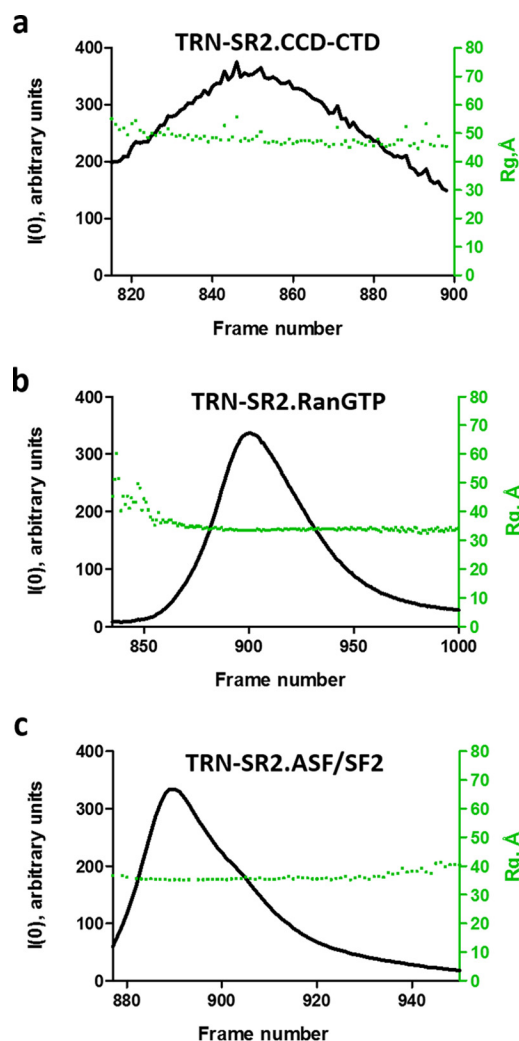 a
TRN-SR2.CCD-CTD
400
300
200
100
0
I(0), arbitrary units
80
70
60
50
40
30
20
10
0
Rg,Å
820 840 860 880 900
Frame number
b
TRN-SR2.RanGTP
400
300
200
100
0
I(0), arbitrary units
80
70
60
50
40
30
20
10
0
Rg, Å
850 900 950 1000
Frame number
c
TRN-SR2.ASF/SF2
400
300
200
100
0
I(0), arbitrary units
80
70
60
50
40
30
20
10
0
Rg, Å
880 900 920 940
Frame number